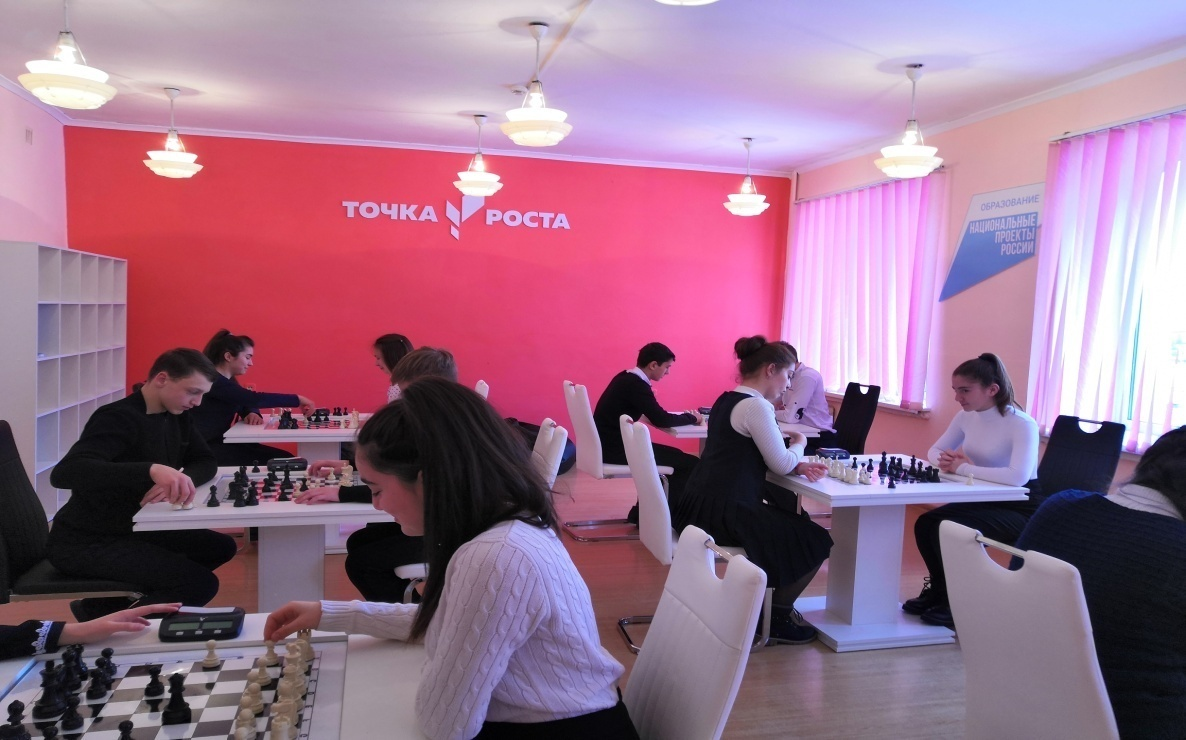 ТОЧКА РОСТА
ОБРАЗОВАНИЕ
НАЦИОНАЛЬНЫЕ
ПРОЕКТЫ
РОССИИ